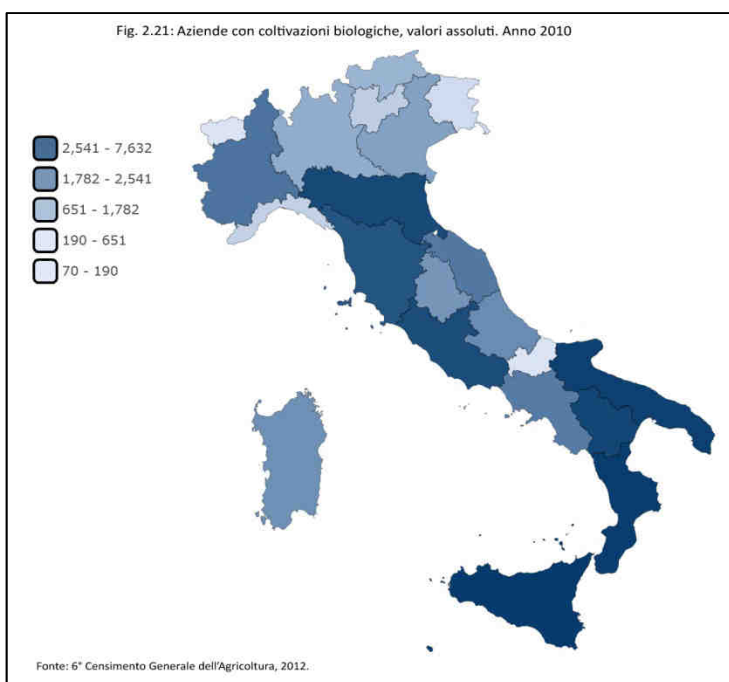 Fig. 2.21: Aziende con coltivazioni biologiche, valori assoluti. Anno 2010
2,541 - 7,632
1,782 - 2,541
651 - 1,782
190 - 651
70 - 190
Fonte: 6° Censimento Generale dell'Agricoltura, 2012.